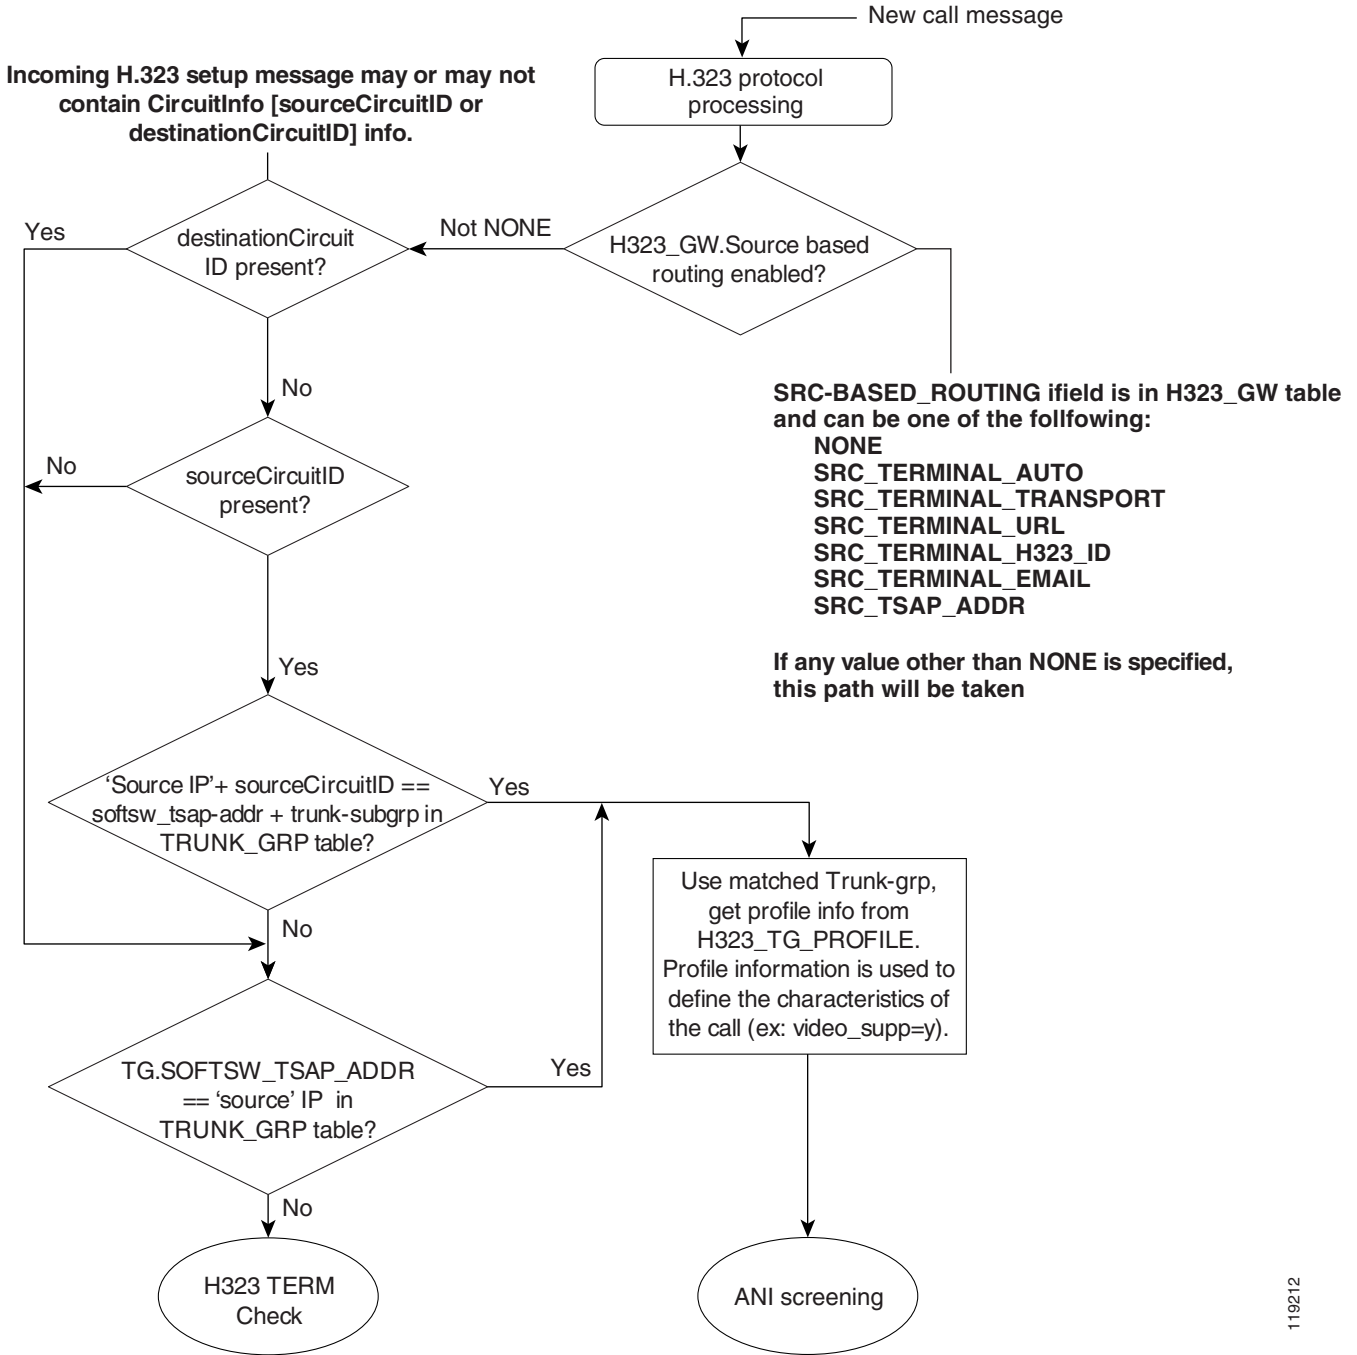 New call message
Incoming H.323 setup message may or may not
contain CircuitInfo [sourceCircuitID or
destinationCircuitID] info.
H.323 protocol
processing
Yes
destinationCircuit
ID present?
Not NONE
H323_GW.Source based
routing enabled?
No
SRC-BASED_ROUTING ifield is in H323_GW table
and can be one of the follfowing:
NONE
SRC_TERMINAL_AUTO
SRC_TERMINAL_TRANSPORT
SRC_TERMINAL_URL
SRC_TERMINAL_H323_ID
SRC_TERMINAL_EMAIL
SRC_TSAP_ADDR
If any value other than NONE is specified,
this path will be taken
No
sourceCircuitID
present?
Yes
‘Source IP’+ sourceCircuitID ==
softsw_tsap-addr + trunk-subgrp in
TRUNK_GRP table?
Yes
No
Use matched Trunk-grp,
get profile info from
H323_TG_PROFILE.
Profile information is used to
define the characteristics of
the call (ex: video_supp=y).
TG.SOFTSW_TSAP_ADDR
== ‘source’ IP in
TRUNK_GRP table?
Yes
No
H323 TERM
Check
ANI screening
119212